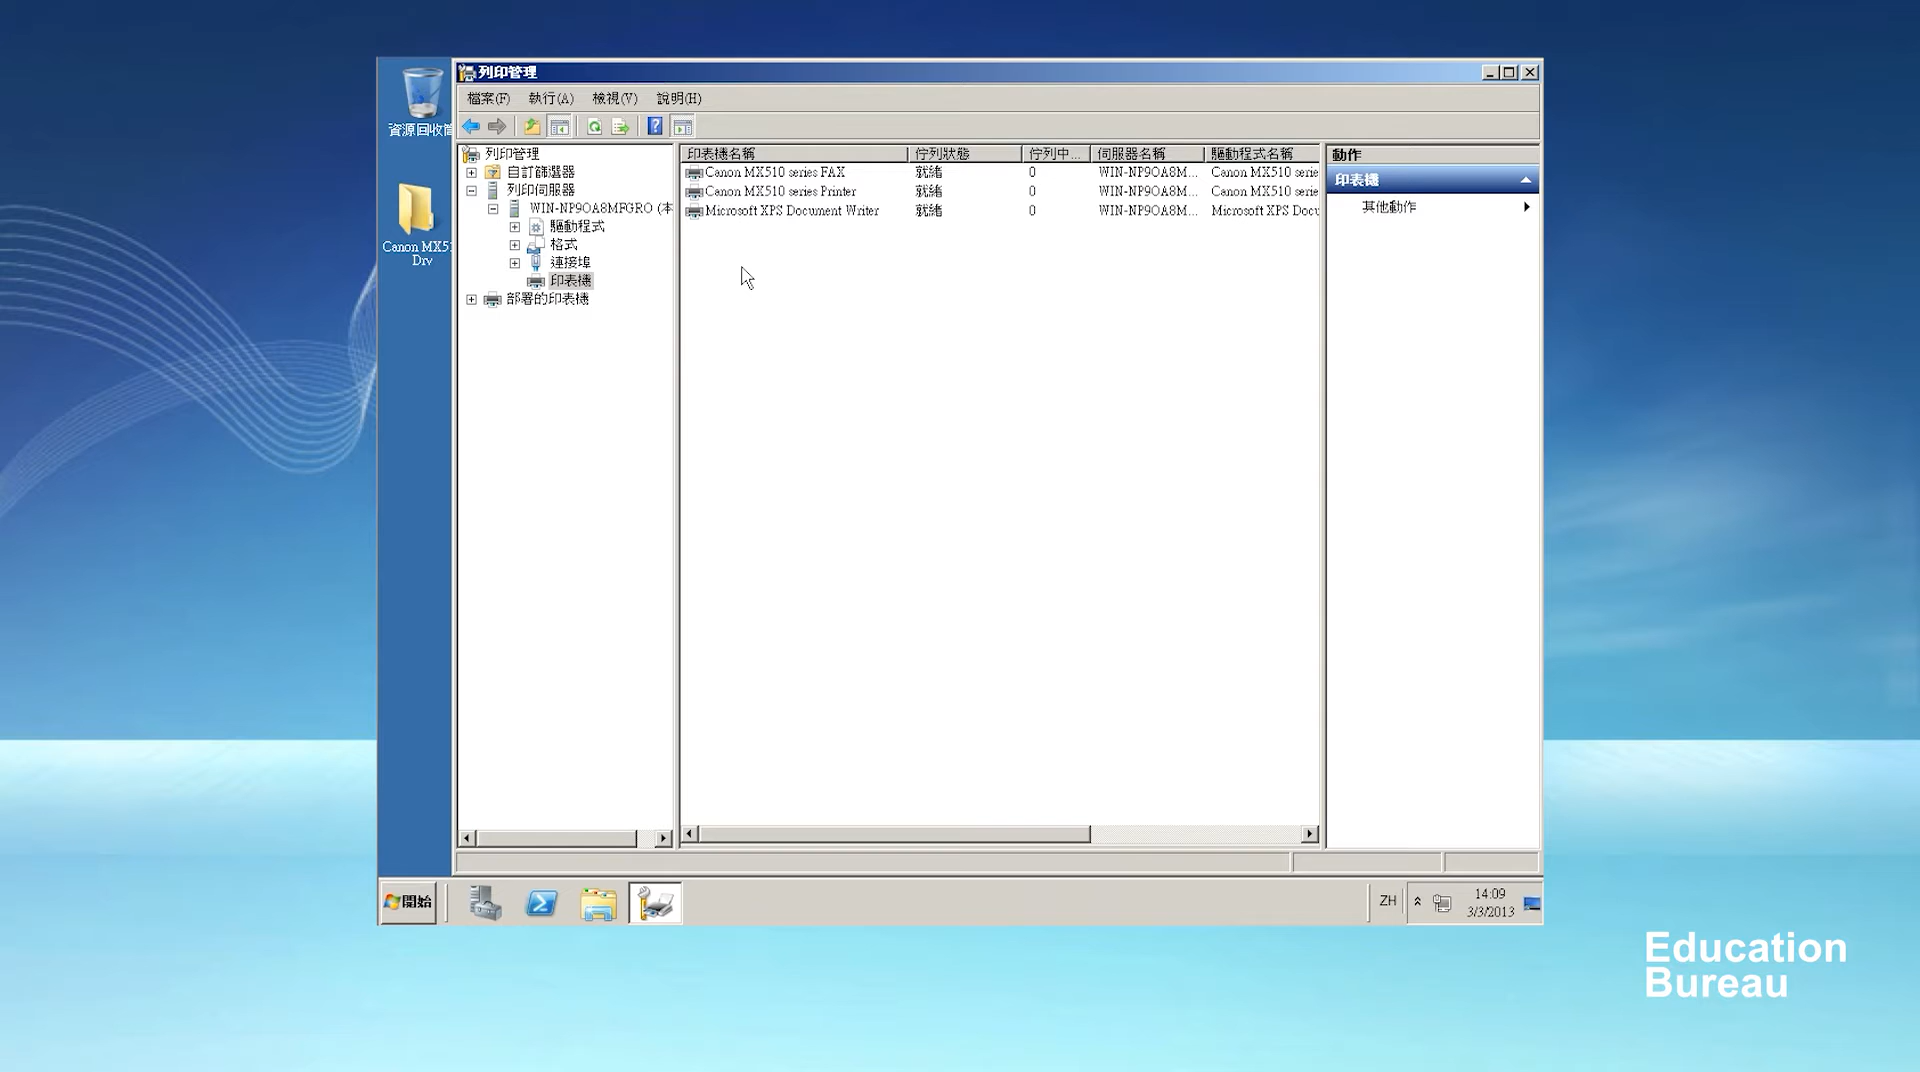 列印管理
檔案(F) 執行(A) 檢視(V) 說明(H)
資源回收筒
Canon MX51
Drv
列印管理
自訂篩選器
列印伺服器
WIN-NP9OA8MFGRO (本
驅動程式
格式
連接埠
印表機
部署的印表機
印表機名稱 佇列狀態 佇列中... 伺服器名稱 驅動程式名稱
Canon MX510 series FAX 就緒 0 WIN-NP9OA8M... Canon MX510 serie
Canon MX510 series Printer 就緒 0 WIN-NP9OA8M... Canon MX510 serie
Microsoft XPS Document Writer 就緒 0 WIN-NP9OA8M... Microsoft XPS Docu
動作
印表機
其他動作
開始
ZH
14:09
3/3/2013
Education
Bureau